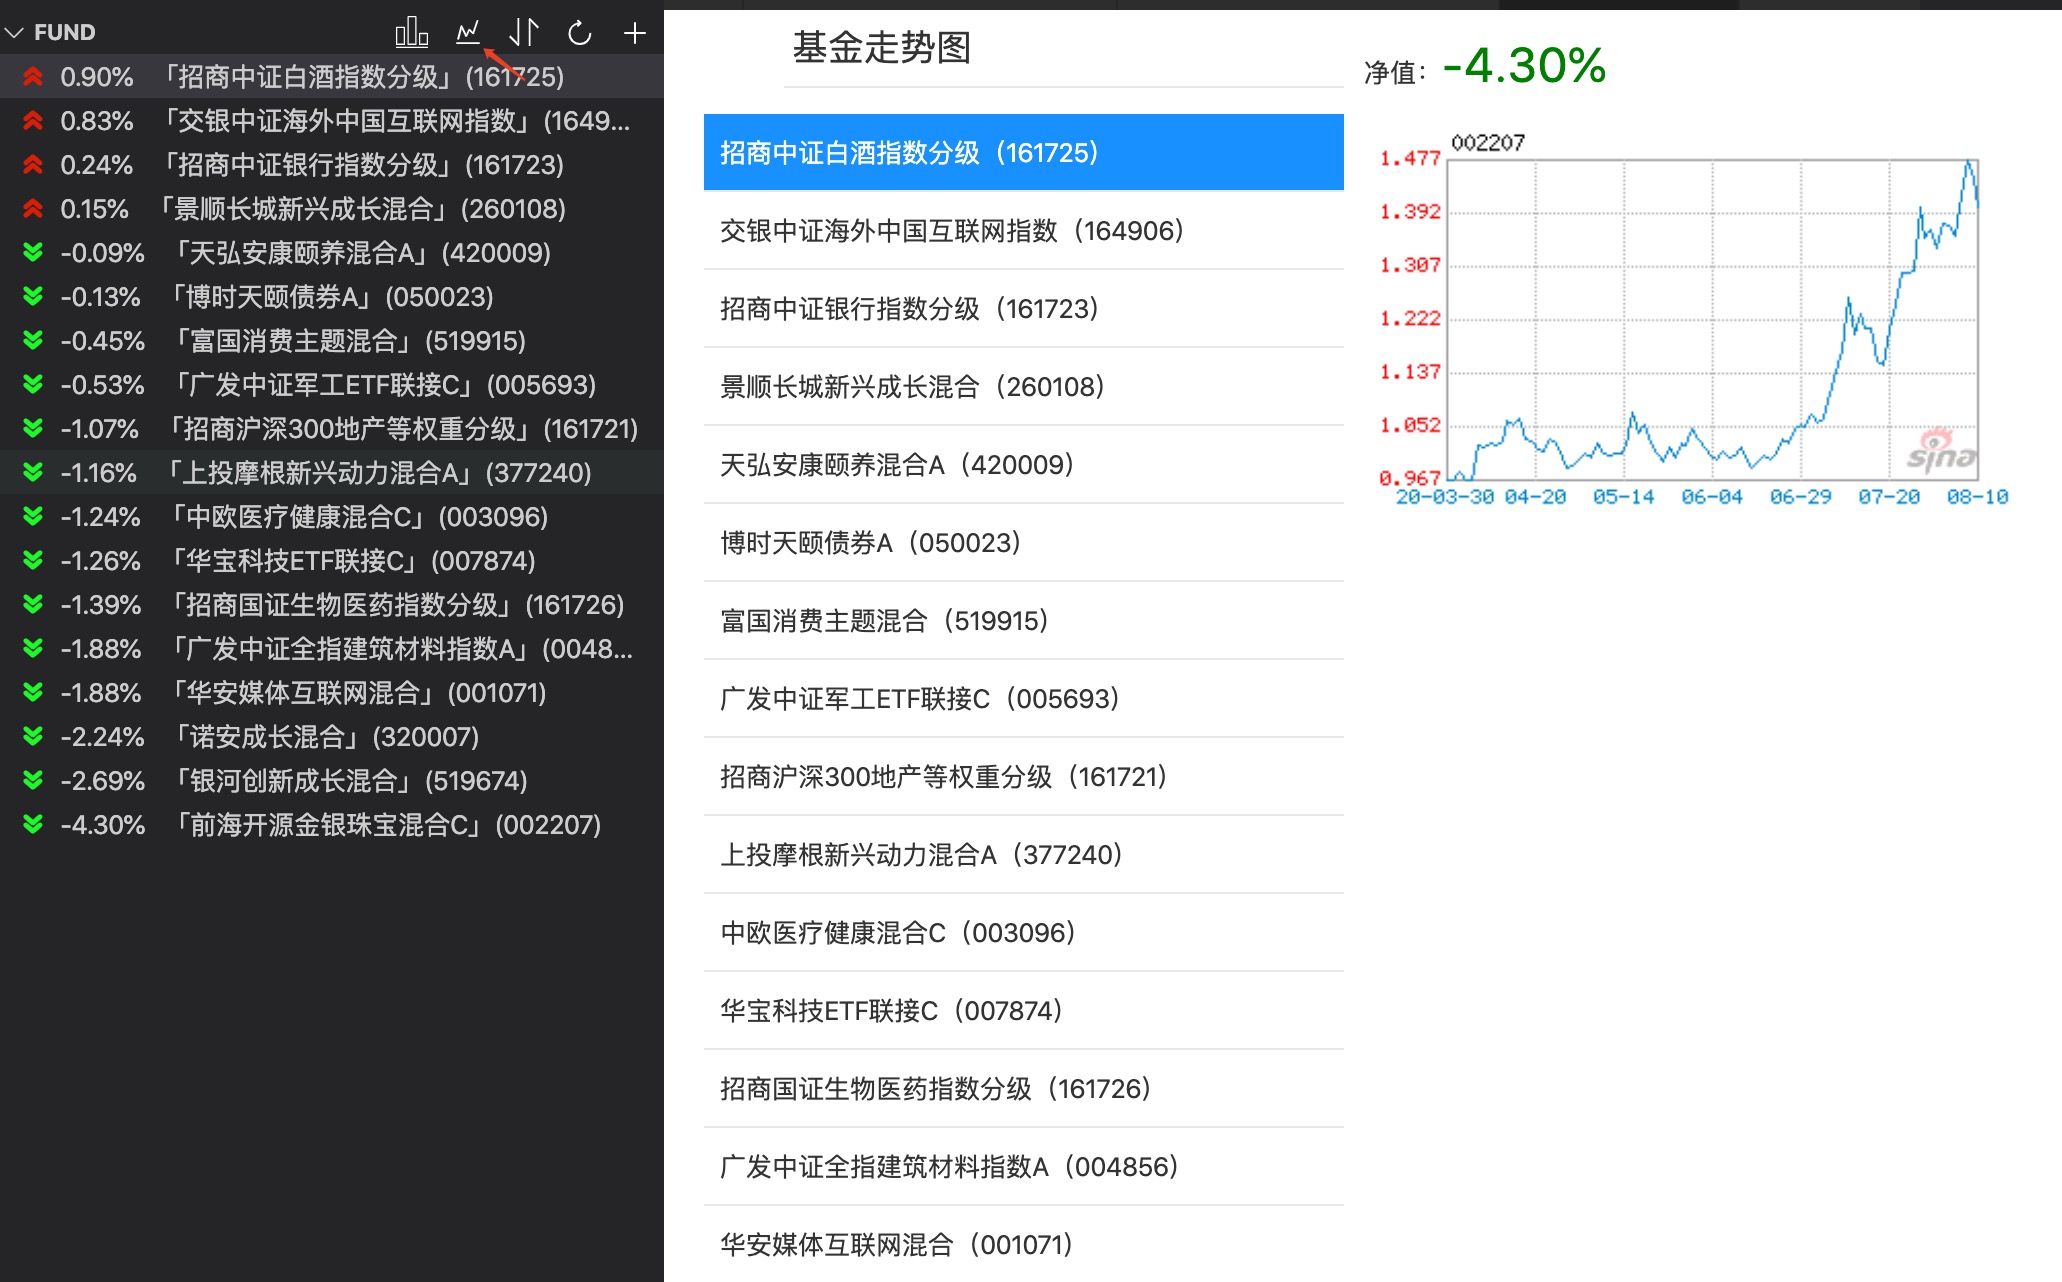 FUND
0.90% 「招商中证白酒指数分级」(161725)
0.83% 「交银中证海外中国互联网指数」(1649...
0.24% 「招商中证银行指数分级」(161723)
0.15% 「景顺长城新兴成长混合」(260108)
-0.09% 「天弘安康颐养混合A」(420009)
-0.13% 「博时天颐债券A」(050023)
-0.45% 「富国消费主题混合」(519915)
-0.53% 「广发中证军工ETF联接C」(005693)
-1.07% 「招商沪深300地产等权重分级」(161721)
-1.16% 「上投摩根新兴动力混合A」(377240)
-1.24% 「中欧医疗健康混合C」(003096)
-1.26% 「华宝科技ETF联接C」(007874)
-1.39% 「招商国证生物医药指数分级」(161726)
-1.88% 「广发中证全指建筑材料指数A」(0048...
-1.88% 「华安媒体互联网混合」(001071)
-2.24% 「诺安成长混合」(320007)
-2.69% 「银河创新成长混合」(519674)
-4.30% 「前海开源金银珠宝混合C」(002207)
基金走势图
招商中证白酒指数分级（161725）
交银中证海外中国互联网指数（164906）
招商中证银行指数分级（161723）
景顺长城新兴成长混合（260108）
天弘安康颐养混合A（420009）
博时天颐债券A（050023）
富国消费主题混合（519915）
广发中证军工ETF联接C（005693）
招商沪深300地产等权重分级（161721）
上投摩根新兴动力混合A（377240）
中欧医疗健康混合C（003096）
华宝科技ETF联接C（007874）
招商国证生物医药指数分级（161726）
广发中证全指建筑材料指数A（004856）
华安媒体互联网混合（001071）
净值： -4.30%
002207
1.477
1.392
1.307
1.222
1.137
1.052
0.967
sina
20-03-30 04-20 05-14 06-04 06-29 07-20 08-10